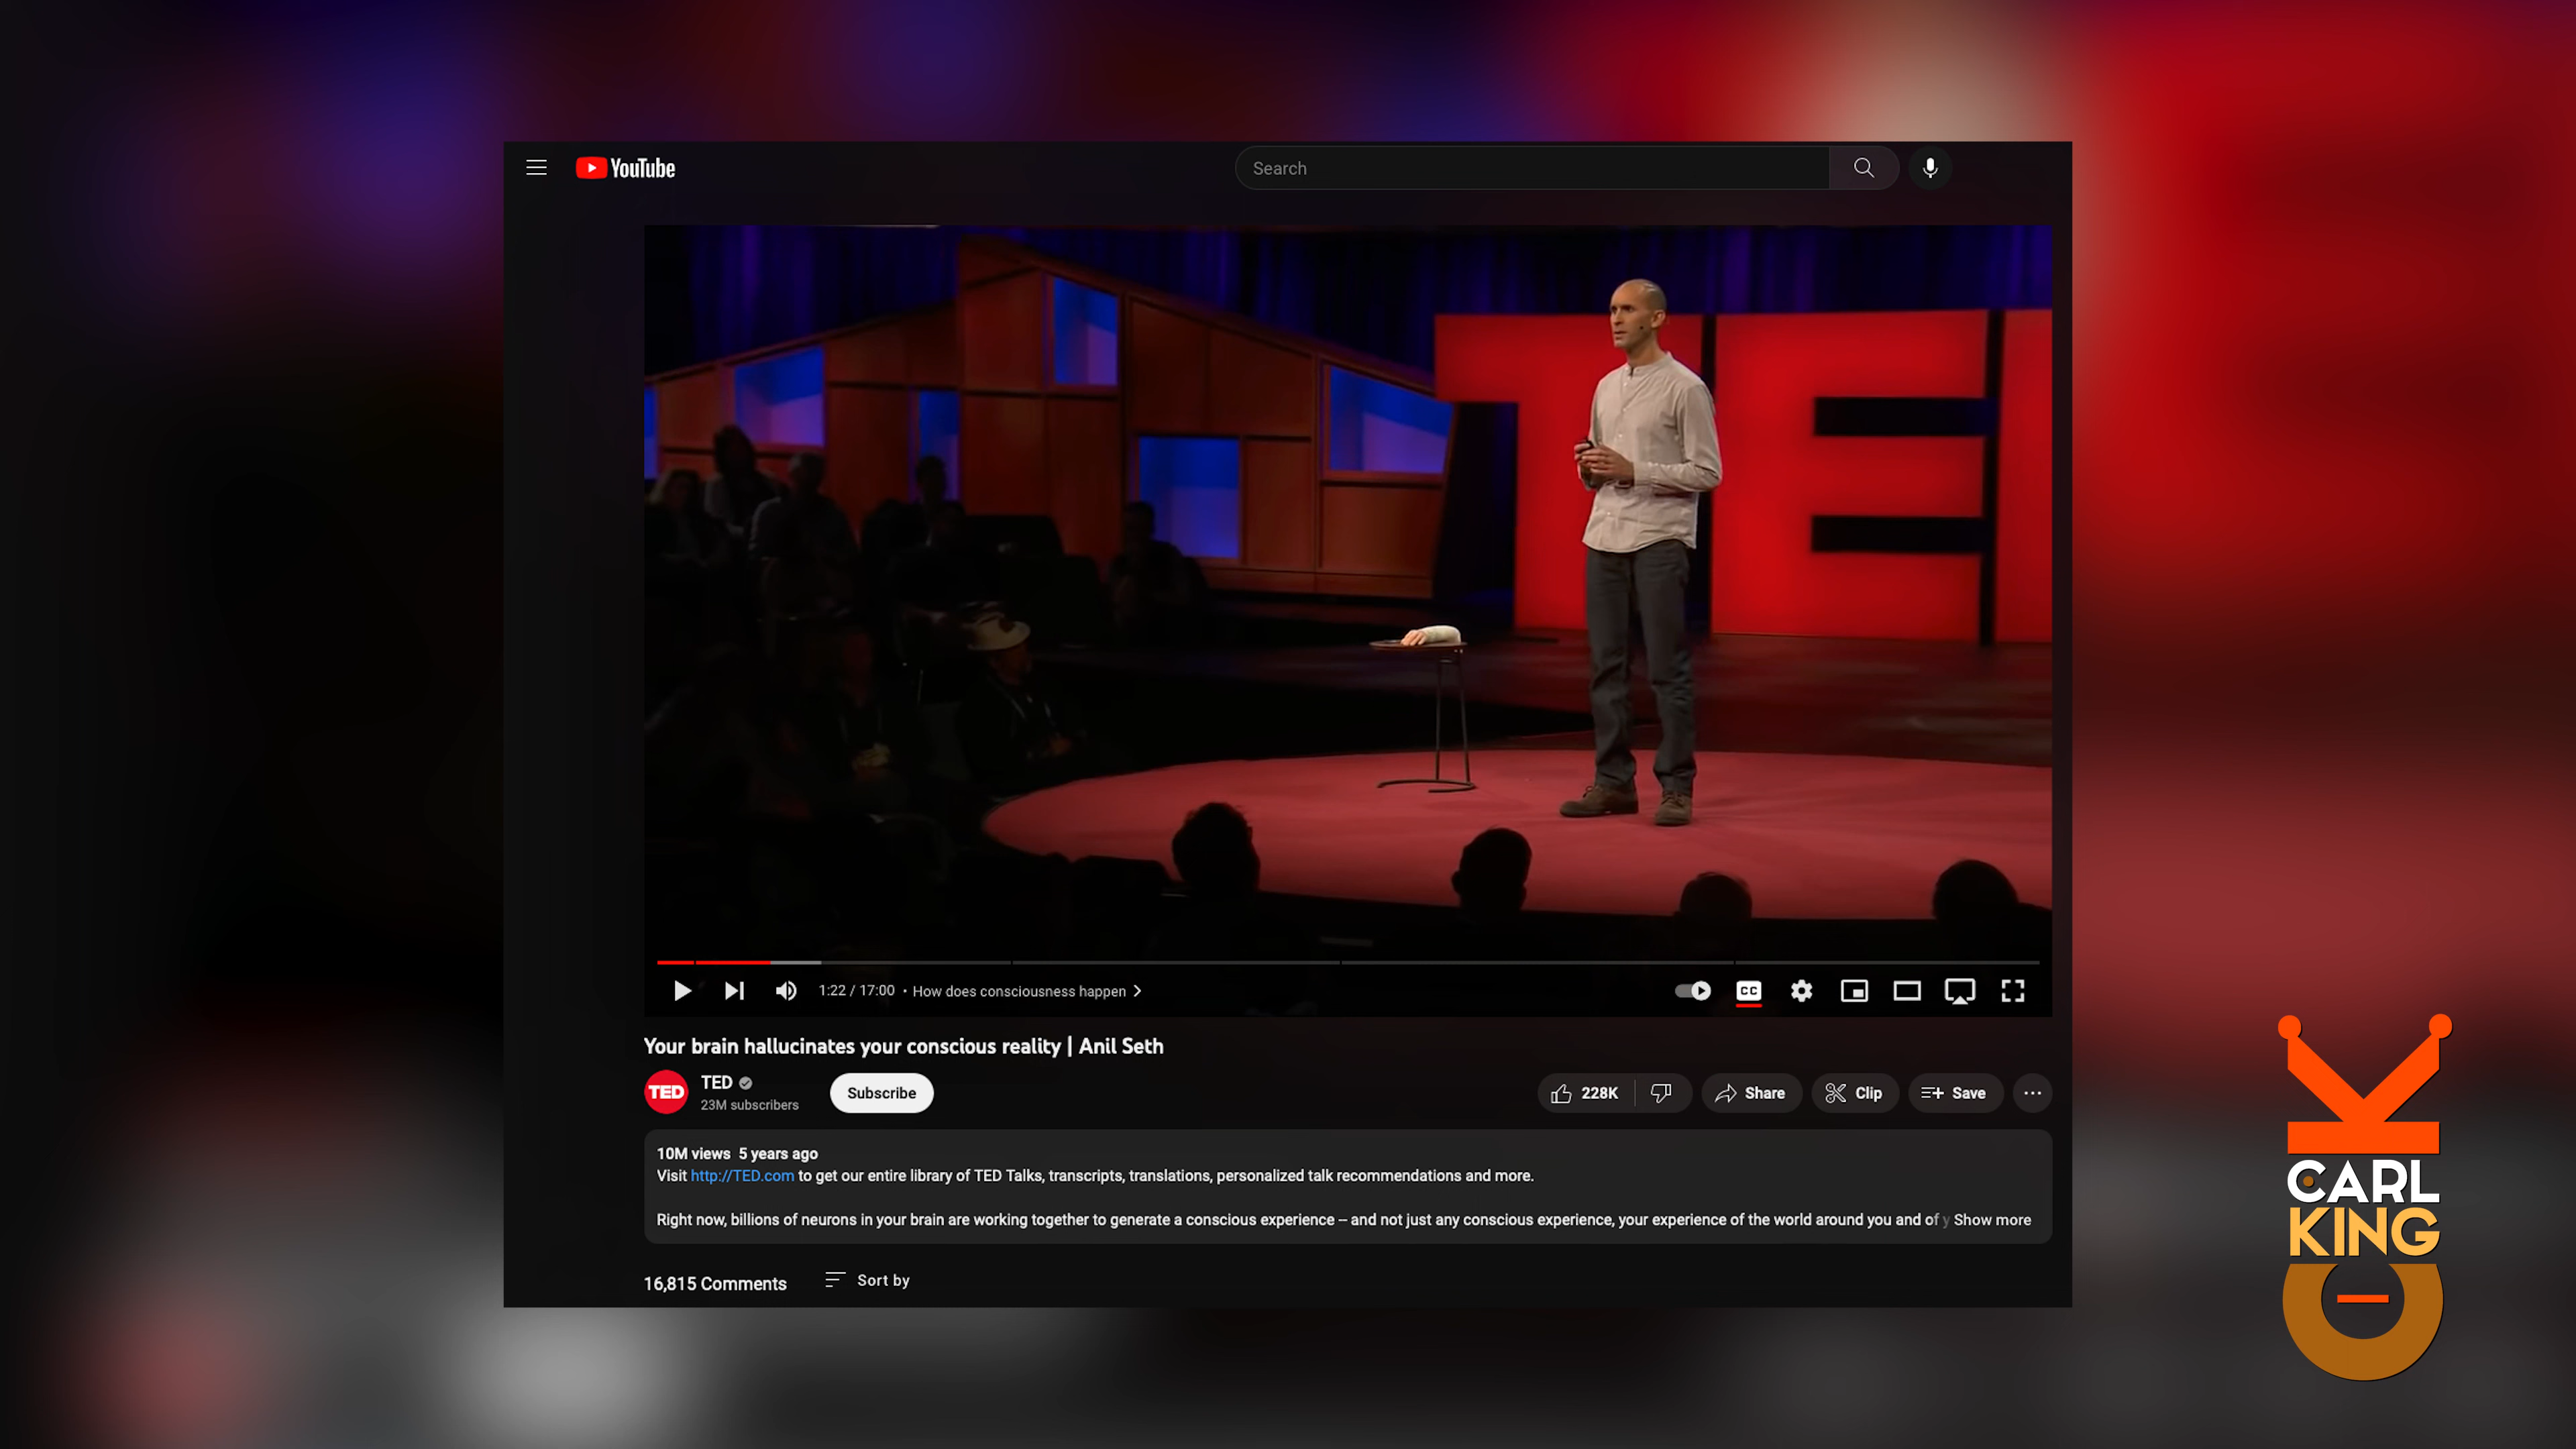 YouTube
Search
TE
CC
1:22 / 17:00 • How does consciousness happen
Your brain hallucinates your conscious reality | Anil Seth
TED
TED
23M subscribers
Subscribe
228K
Share
Clip
Save
10M views 5 years ago
Visit http://TED.com to get our entire library of TED Talks, transcripts, translations, personalized talk recommendations and more.
Right now, billions of neurons in your brain are working together to generate a conscious experience – and not just any conscious experience, your experience of the world around you and of y Show more
16,815 Comments
Sort by
CARL
KING